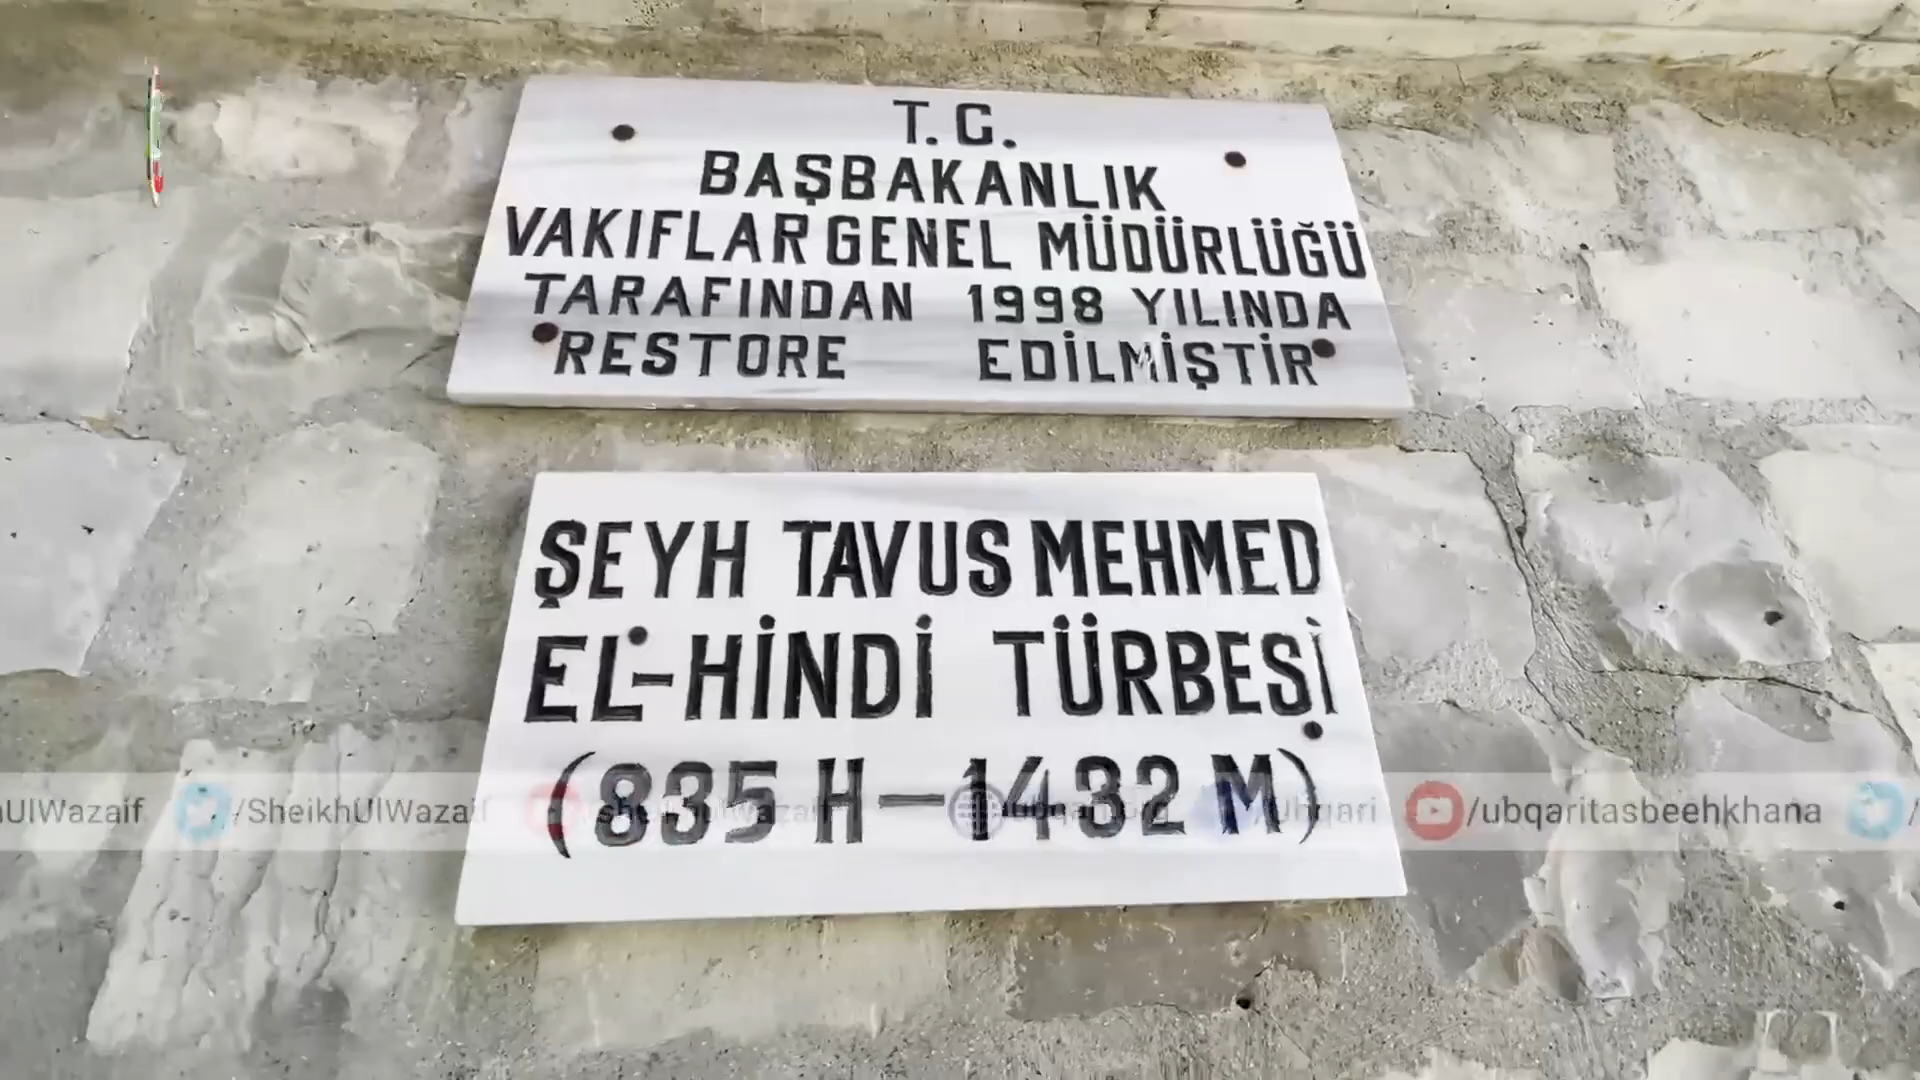 T. C.
BAŞBAKANLIK
VAKIFLAR GENEL MÜDÜRLÜĞÜ
TARAFINDAN 1998 YILINDA
RESTORE EDİLMİŞTİR
ŞEYH TAVUS MEHMED
EL-HİNDİ TÜRBESİ
(835 H-1432 M)
/SheikhUlWazaif /ubqaritasbeehkhana